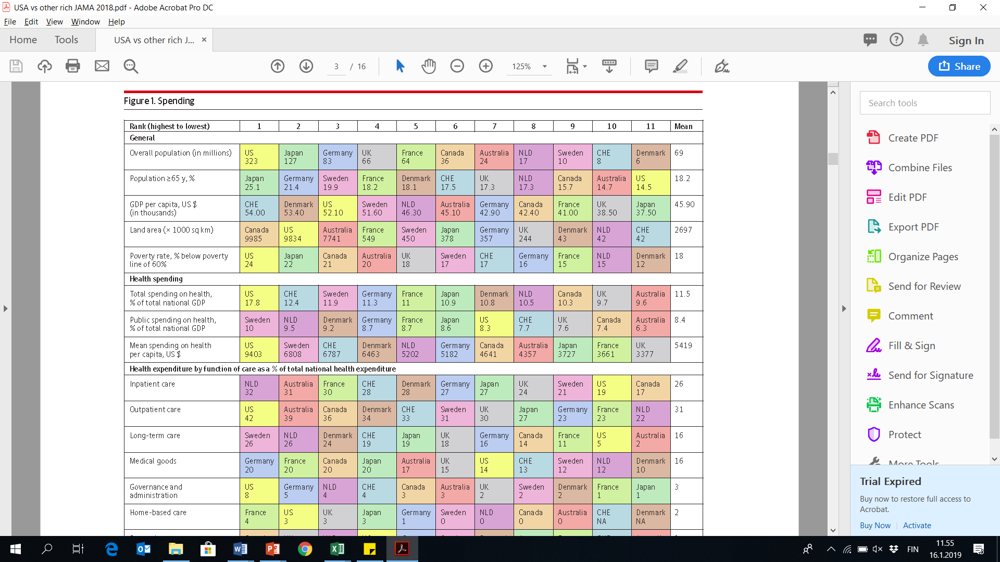 USA vs other rich JAMA 2018.pdf - Adobe Acrobat Pro DC
File Edit View Window Help
Home Tools USA vs other rich J... × Sign In
3 / 16 125% Share
Figure 1. Spending
Rank (highest to lowest) 1 2 3 4 5 6 7 8 9 10 11 Mean
General
Overall population (in millions) US Japan Germany UK France Canada Australia NLD Sweden CHE Denmark 69
323 127 83 66 64 36 24 17 10 8 6
Population ≥65 y, % Japan Germany Sweden France Denmark CHE UK NLD Canada Australia US 18.2
25.1 21.4 19.9 18.2 18.1 17.5 17.3 17.3 15.7 14.7 14.5
GDP per capita, US $ CHE Denmark US Sweden NLD Australia Germany Canada France UK Japan 45.90
(in thousands) 54.00 53.40 52.10 51.60 46.30 45.10 42.90 42.40 41.00 38.50 37.50
Land area (× 1000 sq km) Canada US Australia France Sweden Japan Germany UK Denmark NLD CHE 2697
9985 9834 7741 549 450 378 357 244 43 42 42
Poverty rate, % below poverty US Japan Canada Australia UK Sweden CHE Germany France NLD Denmark 18
line of 60% 24 22 21 20 18 17 17 16 15 15 12
Health spending
Total spending on health, US CHE Sweden Germany France Japan Denmark NLD Canada UK Australia 11.5
% of total national GDP 17.8 12.4 11.9 11.3 11 10.9 10.8 10.5 10.3 9.7 9.6
Public spending on health, Sweden NLD Denmark Germany France Japan US CHE UK Canada Australia 8.4
% of total national GDP 10 9.5 9.2 8.7 8.7 8.6 8.3 7.7 7.6 7.4 6.3
Mean spending on health US Sweden CHE Denmark NLD Germany Canada Australia Japan France UK 5419
per capita, US $ 9403 6808 6787 6463 5202 5182 4641 4357 3727 3661 3377
Health expenditure by function of care as a % of total national health expenditure
Inpatient care NLD Australia France CHE Denmark Germany Japan UK Sweden US Canada 26
32 31 30 28 28 27 27 24 21 19 17
Outpatient care US Australia Canada Denmark CHE Sweden UK Japan Germany France NLD 31
42 39 36 34 33 31 30 27 23 23 22
Long-term care Sweden NLD Denmark CHE Japan UK Germany Canada France US Australia 16
26 26 24 19 19 18 16 14 11 5 2
Medical goods Germany France Canada Japan Australia UK US CHE Sweden NLD Denmark 16
20 20 20 20 17 15 14 13 12 12 10
Governance and US Germany NLD CHE Canada Australia UK Sweden Denmark France Japan 3
administration 8 5 4 4 3 3 2 2 2 1 1
Home-based care France US UK Japan Germany Sweden NLD Canada Australia CHE Denmark 2
4 3 3 3 1 0 0 0 0 NA NA
Search tools
Create PDF
Combine Files
Edit PDF
Export PDF
Organize Pages
Send for Review
Comment
Fill & Sign
Send for Signature
Enhance Scans
Protect
More Tools
Trial Expired
Buy now to restore full access to
Acrobat.
Buy Now | Activate
FIN
11.55
16.1.2019